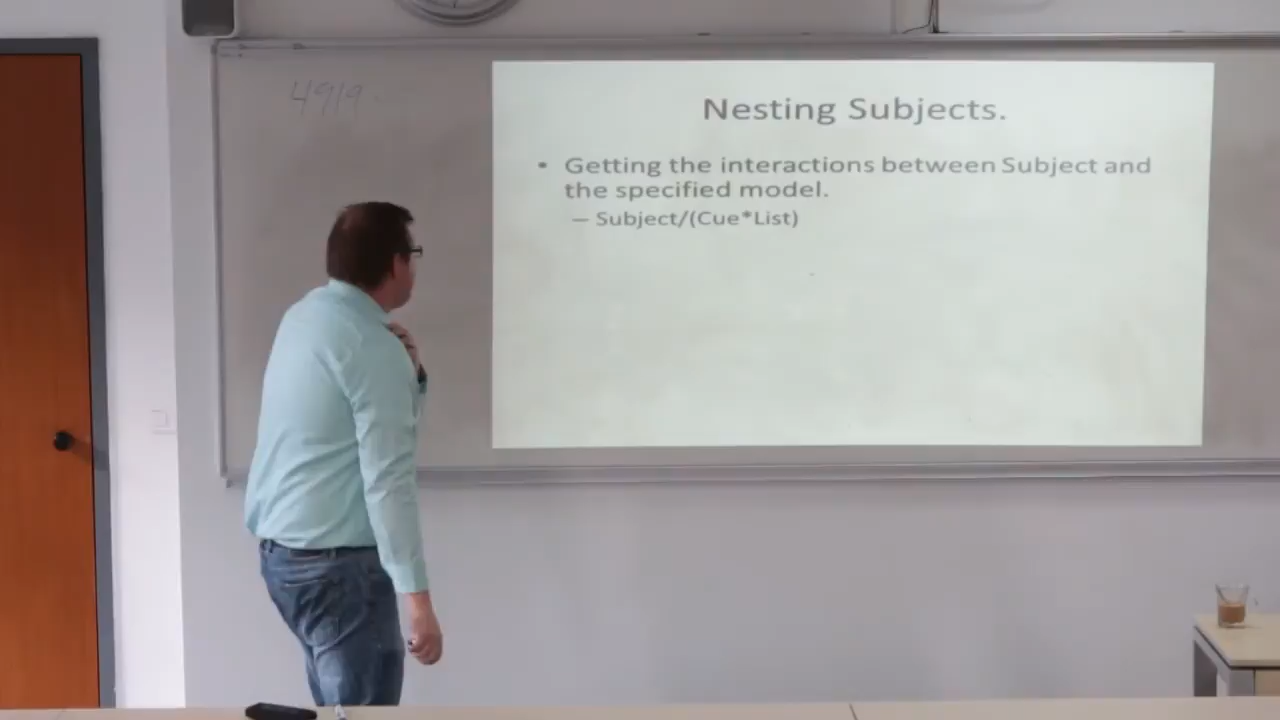 4919
Nesting Subjects.
• Getting the interactions between Subject and
the specified model.
– Subject/(Cue*List)